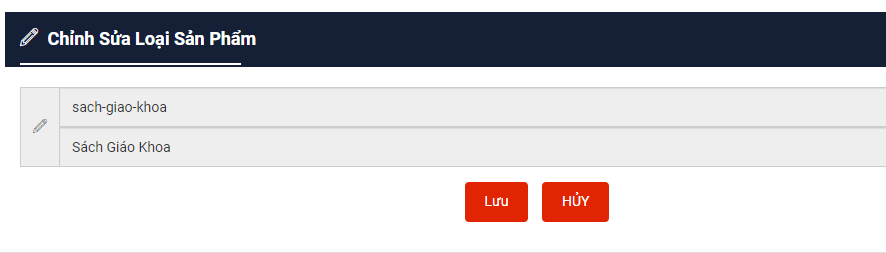 Chỉnh Sửa Loại Sản Phẩm
sach-giao-khoa
Sách Giáo Khoa
Lưu HỦY